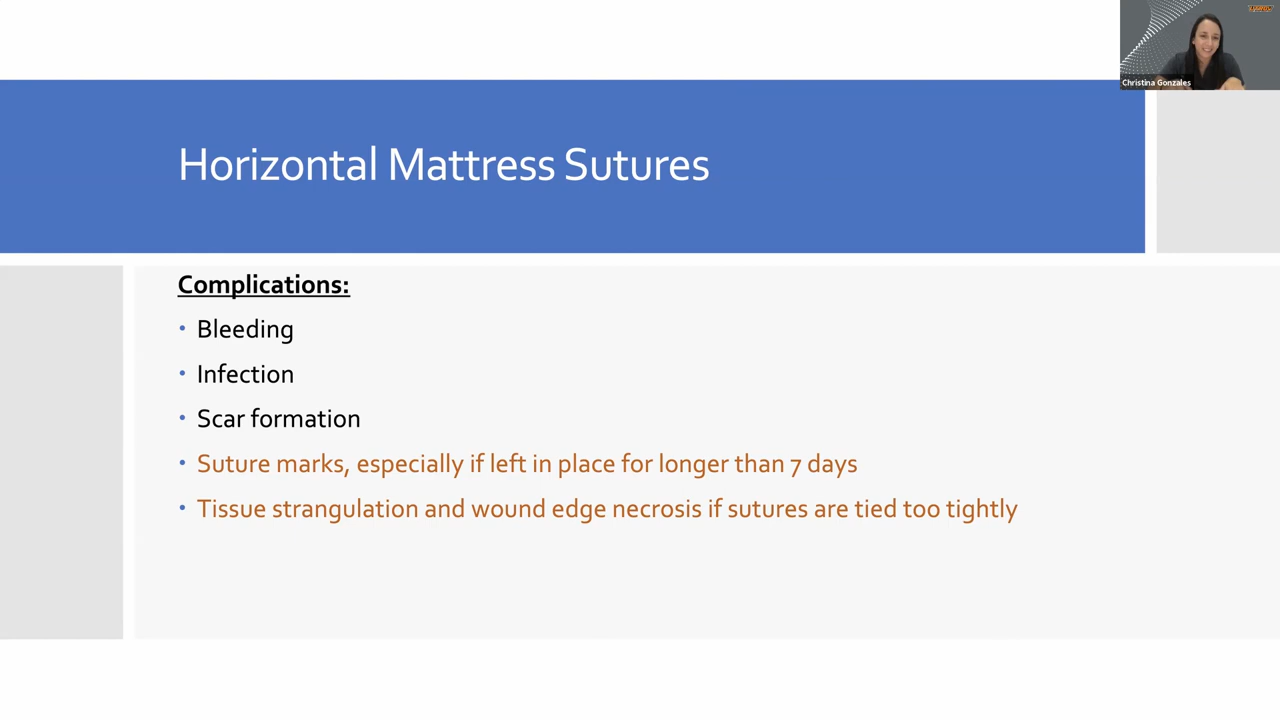 Christina Gonzales
Horizontal Mattress Sutures
Complications:
• Bleeding
• Infection
• Scar formation
• Suture marks, especially if left in place for longer than 7 days
• Tissue strangulation and wound edge necrosis if sutures are tied too tightly